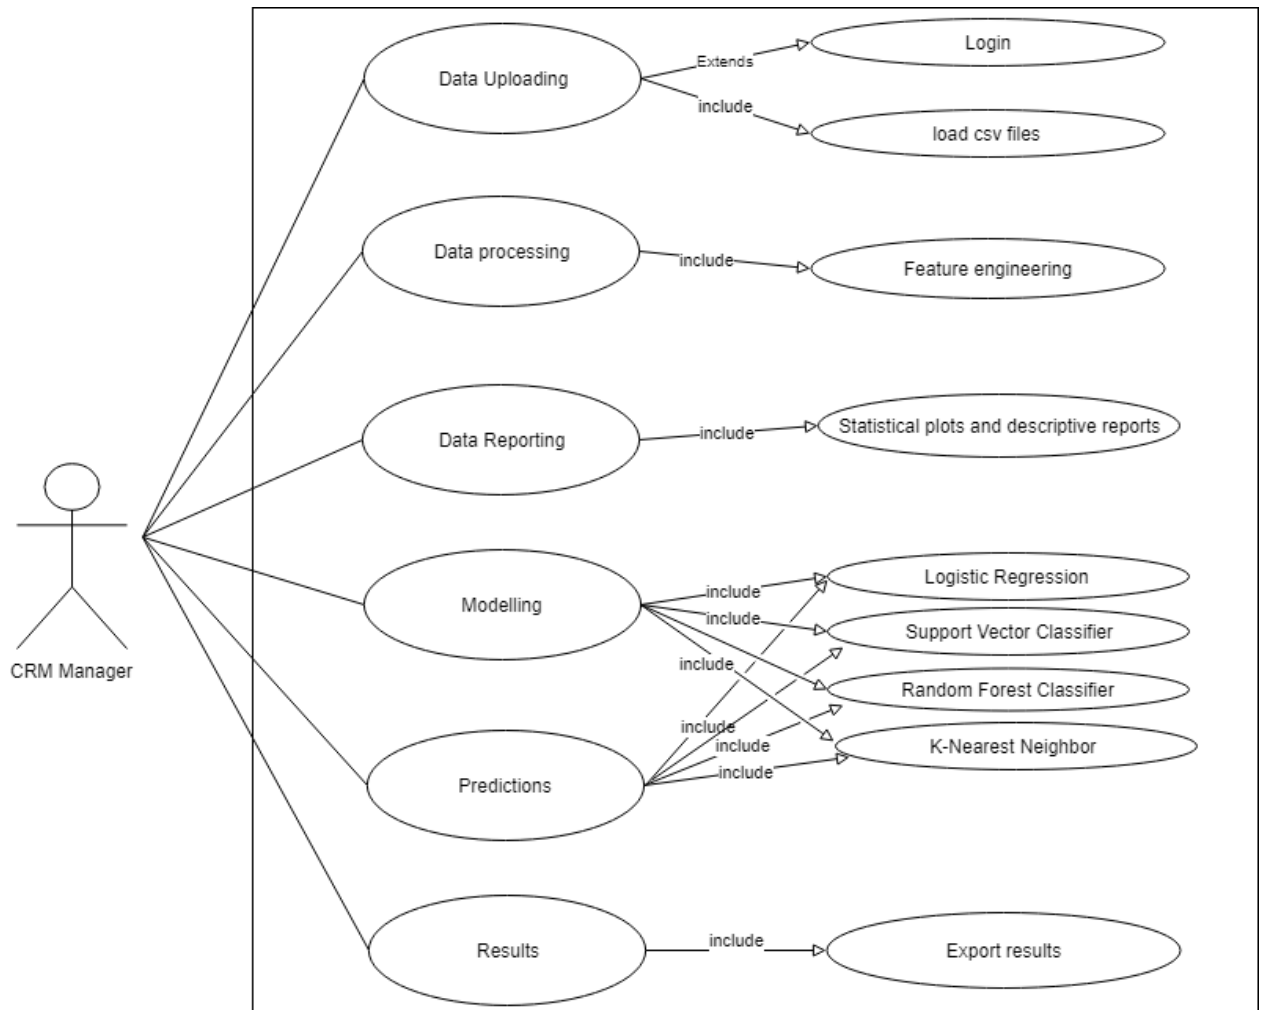 Data Uploading
Extends
Login
include
load csv files
Data processing
include
Feature engineering
Data Reporting
include
Statistical plots and descriptive reports
CRM Manager
Modelling
include
Logistic Regression
include
Support Vector Classifier
include
Random Forest Classifier
include
K-Nearest Neighbor
include
include
Predictions
Results
include
Export results